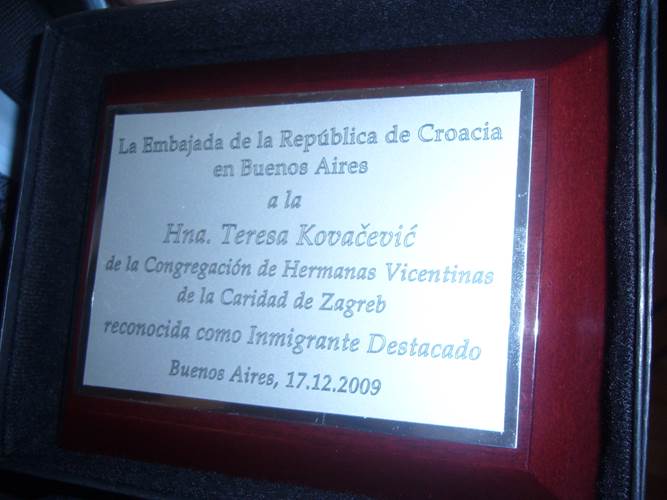 La Embajada de la República de Croacia
en Buenos Aires
a la
Hna. Teresa Kovačević
de la Congregación de Hermanas Vicentinas
de la Caridad de Zagreb
reconocida como Inmigrante Destacado
Buenos Aires, 17.12.2009